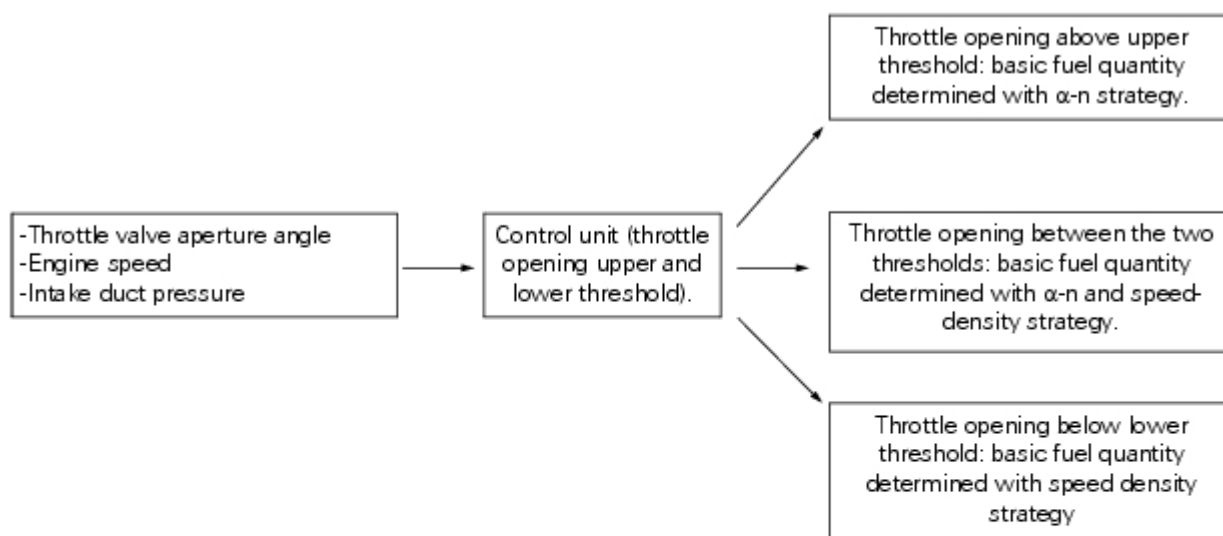 -Throttle valve aperture angle
-Engine speed
-Intake duct pressure
Control unit (throttle
opening upper and
lower threshold).
Throttle opening above upper
threshold: basic fuel quantity
determined with α-n strategy.
Throttle opening between the two
thresholds: basic fuel quantity
determined with α-n and speed-
density strategy.
Throttle opening below lower
threshold: basic fuel quantity
determined with speed density
strategy